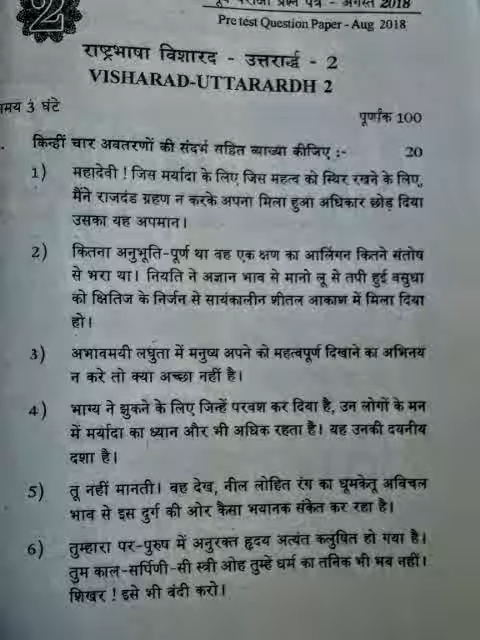 2
प्रश्न पत्र - अगस्त 2018
Pre test Question Paper - Aug 2018
राष्ट्रभाषा विशारद - उत्तरार्द्ध - 2
VISHARAD-UTTARARDH 2
समय 3 घंटे
पूर्णांक 100
किन्हीं चार अवतरणों की संदर्भ सहित व्याख्या कीजिए :- 20
1) महादेवी ! जिस मर्यादा के लिए जिस महत्व को स्थिर रखने के लिए,
मैंने राजदंड ग्रहण न करके अपना मिला हुआ अधिकार छोड़ दिया
उसका यह अपमान।
2) कितना अनुभूति-पूर्ण था वह एक क्षण का आलिंगन कितने संतोष
से भरा था। नियति ने अज्ञान भाव से मानो लू से तपी हुई वसुधा
को क्षितिज के निर्जन से सायंकालीन शीतल आकाश में मिला दिया
हो।
3) अभावमयी लघुता में मनुष्य अपने को महत्वपूर्ण दिखाने का अभिनय
न करे तो क्या अच्छा नहीं है।
4) भाग्य ने झुकने के लिए जिन्हें परवश कर दिया है, उन लोगों के मन
में मर्यादा का ध्यान और भी अधिक रहता है। यह उनकी दयनीय
दशा है।
5) तू नहीं मानती। वह देख, नील लोहित रंग का धूमकेतू अविचल
भाव से इस दुर्ग की ओर कैसा भयानक संकेत कर रहा है।
6) तुम्हारा पर-पुरुष में अनुरक्त हृदय अत्यंत कलुषित हो गया है।
तुम काल-सर्पिणी-सी स्त्री ओह तुम्हें धर्म का तनिक भी भय नहीं।
शिखर ! इसे भी बंदी करो।